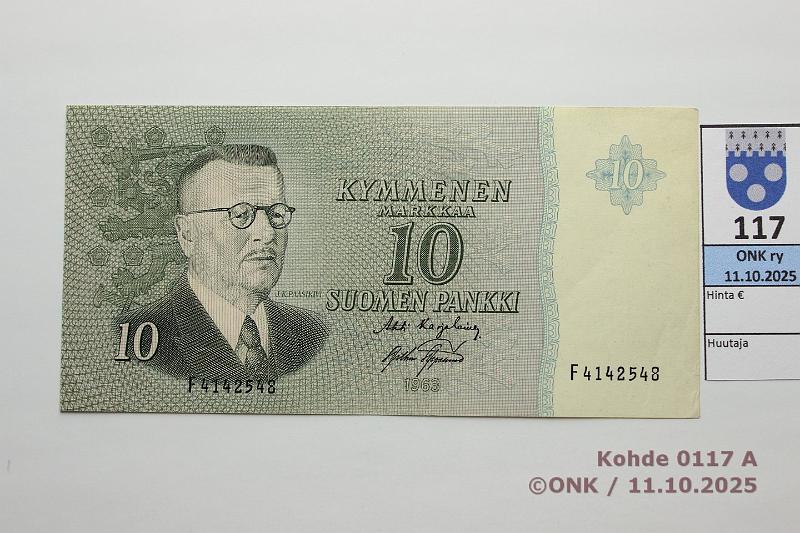 KYMMENEN
MARKKAA
10
SUOMEN PANKKI
J.K.PAASIKIVI
10
10
F4142548
1963
F4142548
117
ONK ry
11.10.2025
Hinta €
Huutaja
Kohde 0117 A
©ONK / 11.10.2025